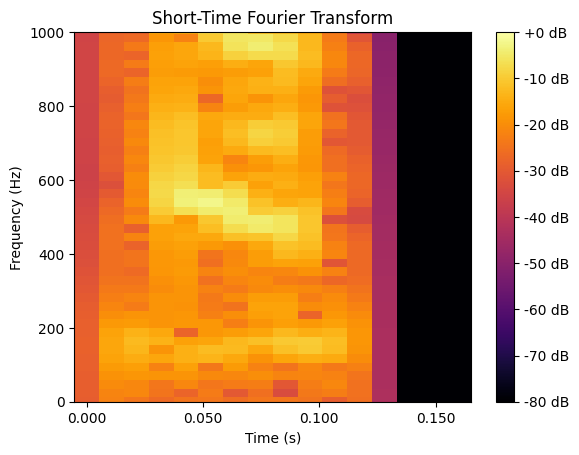 Short-Time Fourier Transform
Frequency (Hz)
1000
800
600
400
200
0
0.000
0.050
0.100
0.150
Time (s)
+0 dB
-10 dB
-20 dB
-30 dB
-40 dB
-50 dB
-60 dB
-70 dB
-80 dB